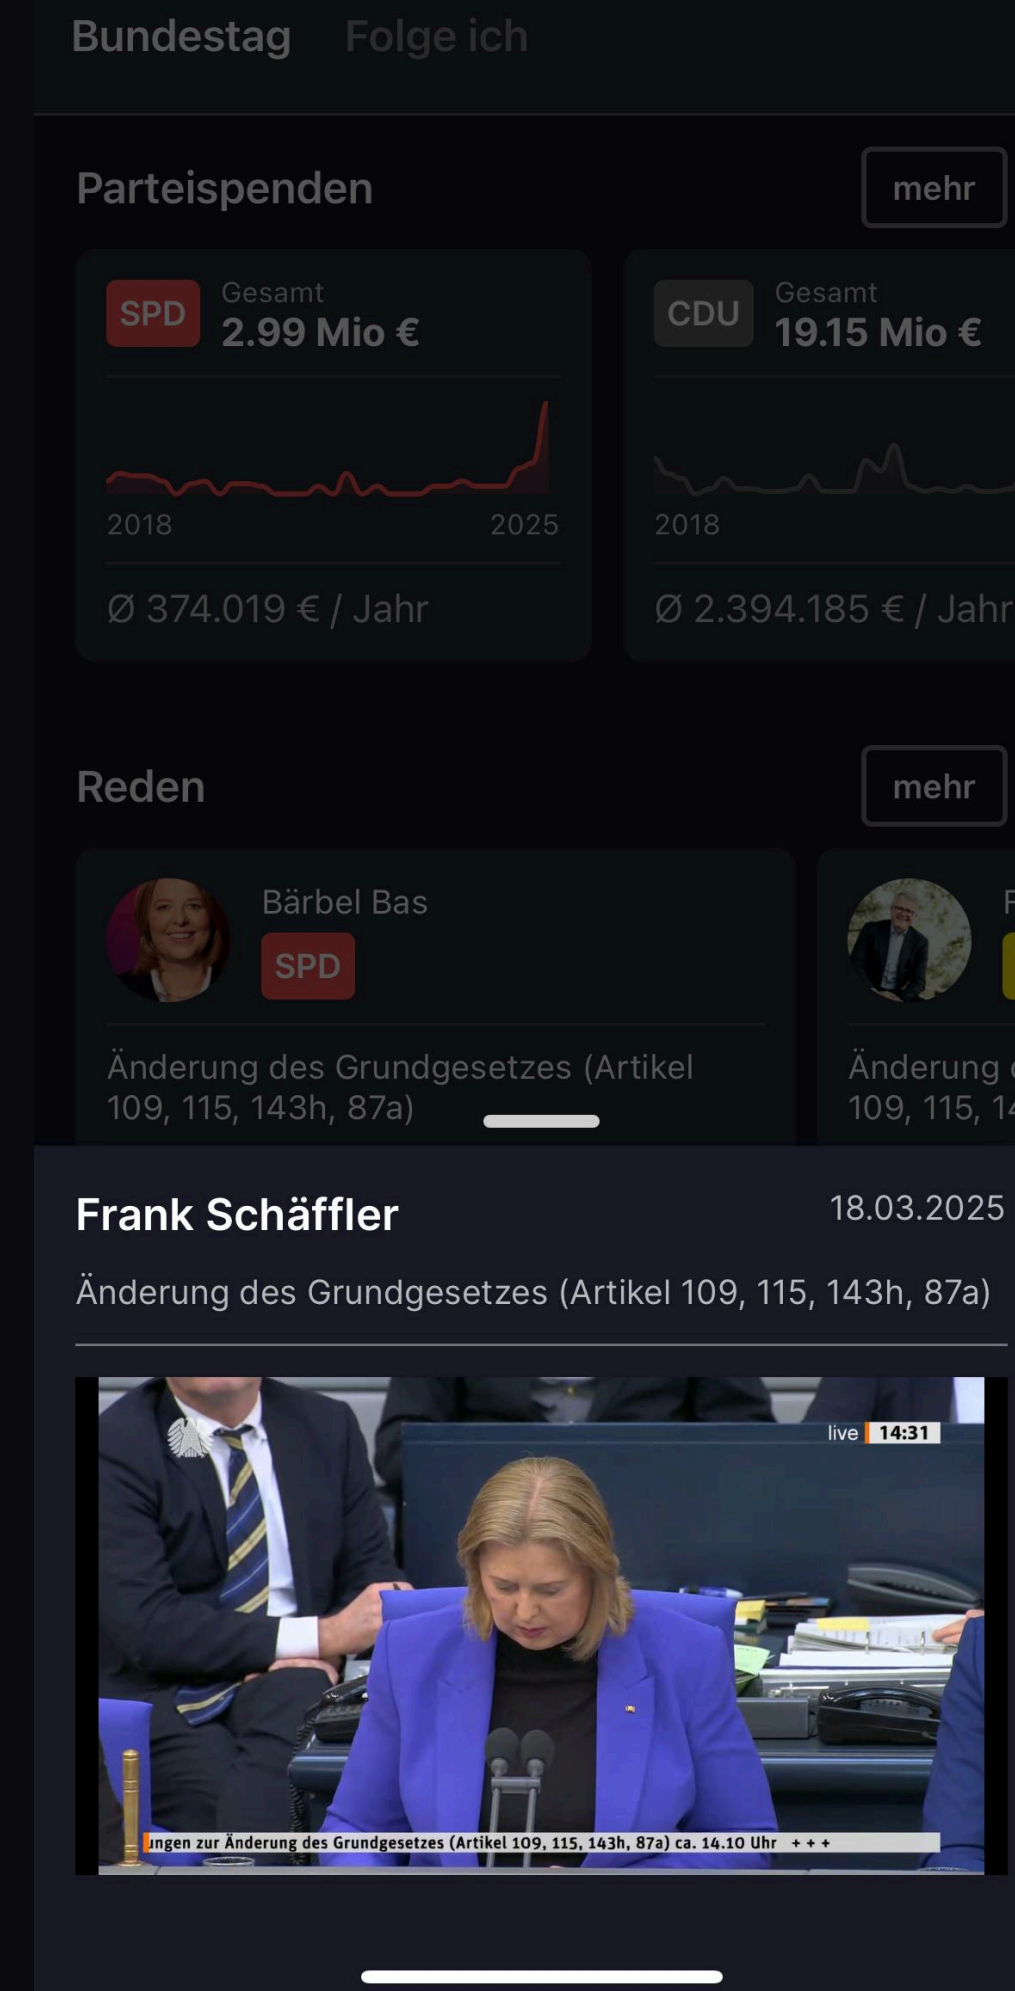 Bundestag Folge ich
Parteispenden mehr
SPD Gesamt 2.99 Mio €
CDU Gesamt 19.15 Mio €
2018 2025
2018
Ø 374.019 € / Jahr
Ø 2.394.185 € / Jahr
Reden mehr
Bärbel Bas
SPD
Änderung des Grundgesetzes (Artikel
109, 115, 143h, 87a)
Änderung
109, 115,
Frank Schäffler 18.03.2025
Änderung des Grundgesetzes (Artikel 109, 115, 143h, 87a)
live 14:31
ungen zur Änderung des Grundgesetzes (Artikel 109, 115, 143h, 87a) ca. 14.10 Uhr + + +